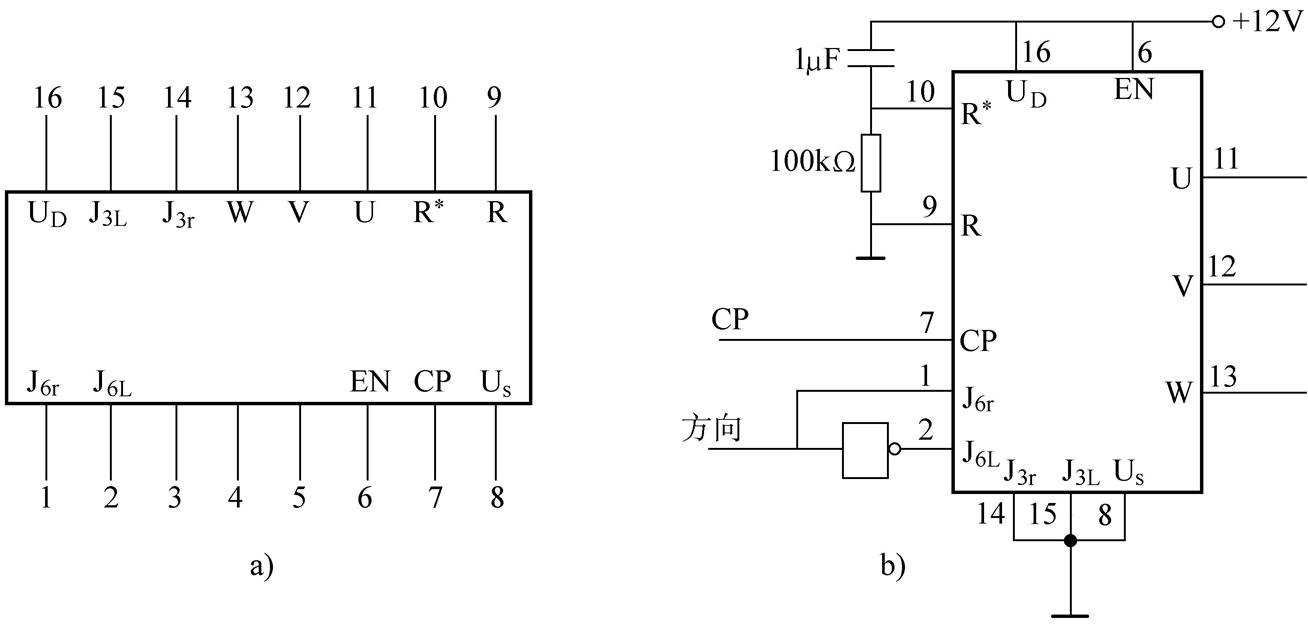 16 15 14 13 12 11 10 9
U_D J_3L J_3r W V U R* R
J_6r J_6L EN CP U_s
1 2 3 4 5 6 7 8
a)
+12V
1μF
16 6
U_D EN
10 R*
100kΩ
9 R
U 11
V 12
W 13
CP 7 CP
1 J_6r
方向 2 J_6L
J_3r J_3L U_s
14 15 8
b)